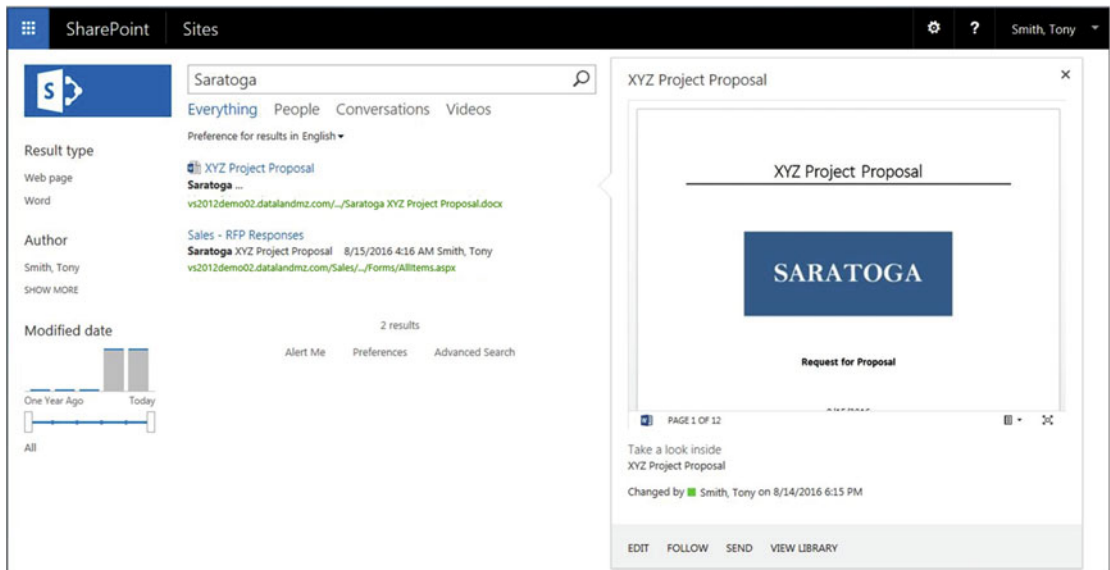 SharePoint Sites ? Smith, Tony
S
Saratoga
Everything People Conversations Videos
Preference for results in English
Result type
Web page
Word
Author
Smith, Tony
SHOW MORE
Modified date
One Year Ago Today
All
XYZ Project Proposal
Saratoga ...
vs2012demo02.datalandmz.com/.../Saratoga XYZ Project Proposal.docx
Sales - RFP Responses
Saratoga XYZ Project Proposal 8/15/2016 4:16 AM Smith, Tony
vs2012demo02.datalandmz.com/Sales/.../Forms/AllItems.aspx
2 results
Alert Me Preferences Advanced Search
XYZ Project Proposal
XYZ Project Proposal
SARATOGA
Request for Proposal
PAGE 1 OF 12
Take a look inside
XYZ Project Proposal
Changed by Smith, Tony on 8/14/2016 6:15 PM
EDIT FOLLOW SEND VIEW LIBRARY